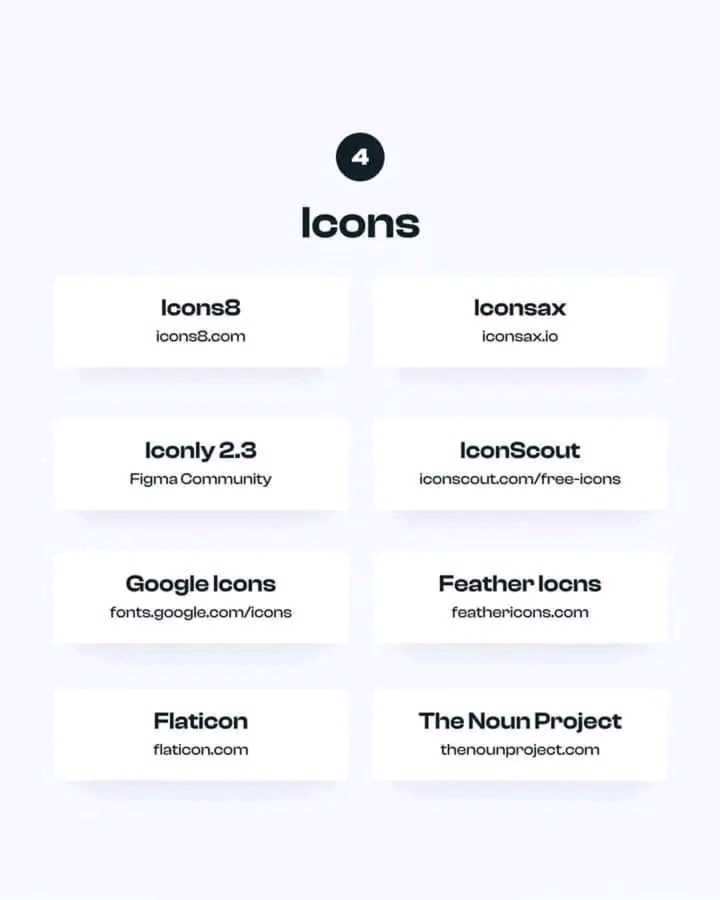 4
Icons
Icons8
icons8.com
Iconsax
iconsax.io
Iconly 2.3
Figma Community
IconScout
iconscout.com/free-icons
Google Icons
fonts.google.com/icons
Feather Iocns
feathericons.com
Flaticon
flaticon.com
The Noun Project
thenounproject.com